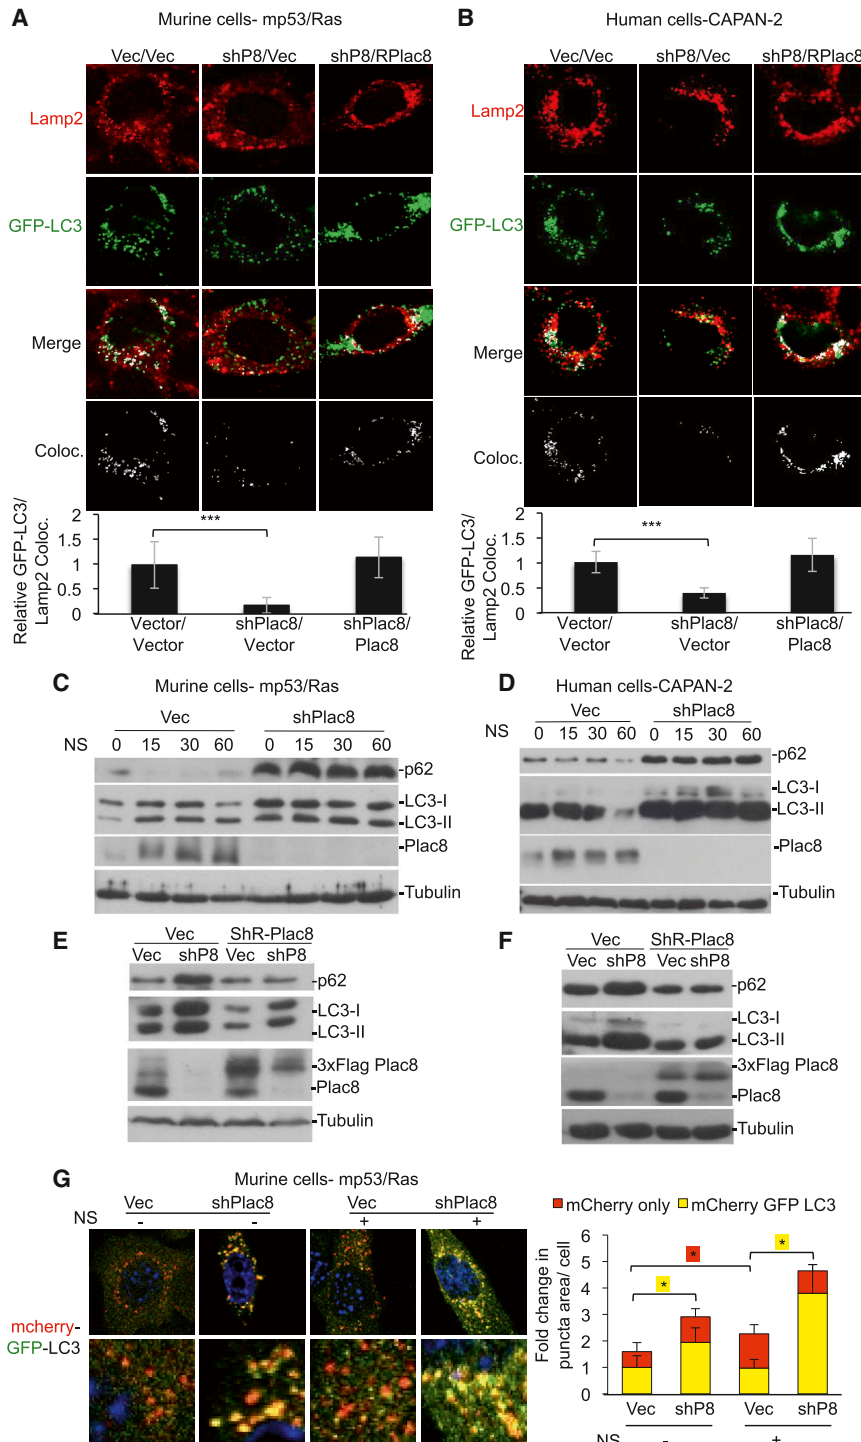 A
Murine cells- mp53/Ras
Vec/Vec shP8/Vec shP8/RPlac8
Lamp2
GFP-LC3
Merge
Coloc.
Relative GFP-LC3/
Lamp2 Coloc.
2
1.5
1
0.5
0
***
Vector/
Vector
shPlac8/
Vector
shPlac8/
Plac8
B
Human cells-CAPAN-2
Vec/Vec shP8/Vec shP8/RPlac8
Lamp2
GFP-LC3
Merge
Coloc.
Relative GFP-LC3/
Lamp2 Coloc.
2
1.5
1
0.5
0
***
Vector/
Vector
shPlac8/
Vector
shPlac8/
Plac8
C
Murine cells- mp53/Ras
Vec shPlac8
NS 0 15 30 60 0 15 30 60
-p62
-LC3-I
-LC3-II
-Plac8
-Tubulin
D
Human cells-CAPAN-2
Vec shPlac8
NS 0 15 30 60 0 15 30 60
-p62
-LC3-I
-LC3-II
-Plac8
-Tubulin
E
Vec ShR-Plac8
Vec shP8 Vec shP8
-p62
-LC3-I
-LC3-II
-3xFlag Plac8
-Plac8
-Tubulin
F
Vec ShR-Plac8
Vec shP8 Vec shP8
-p62
-LC3-I
-LC3-II
-3xFlag Plac8
-Plac8
-Tubulin
G
Murine cells- mp53/Ras
Vec shPlac8 Vec shPlac8
NS - - + +
mcherry-
GFP-LC3
mCherry only mCherry GFP LC3
Fold change in
puncta area/ cell
6
5
4
3
2
1
0
* * *
Vec shP8 Vec shP8
NS - +